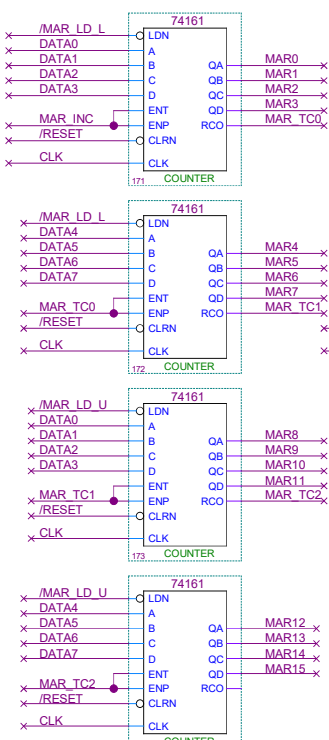 74161
/MAR_LD_L LDN
DATA0 A
DATA1 B QA MAR0
DATA2 C QB MAR1
DATA3 D QC MAR2
ENT QD MAR3
MAR_INC ENP RCO MAR_TC0
/RESET CLRN
CLK CLK
171 COUNTER
74161
/MAR_LD_L LDN
DATA4 A
DATA5 B QA MAR4
DATA6 C QB MAR5
DATA7 D QC MAR6
ENT QD MAR7
MAR_TC0 ENP RCO MAR_TC1
/RESET CLRN
CLK CLK
172 COUNTER
74161
/MAR_LD_U LDN
DATA0 A
DATA1 B QA MAR8
DATA2 C QB MAR9
DATA3 D QC MAR10
ENT QD MAR11
MAR_TC1 ENP RCO MAR_TC2
/RESET CLRN
CLK CLK
173 COUNTER
74161
/MAR_LD_U LDN
DATA4 A
DATA5 B QA MAR12
DATA6 C QB MAR13
DATA7 D QC MAR14
ENT QD MAR15
MAR_TC2 ENP RCO
/RESET CLRN
CLK CLK
COUNTER